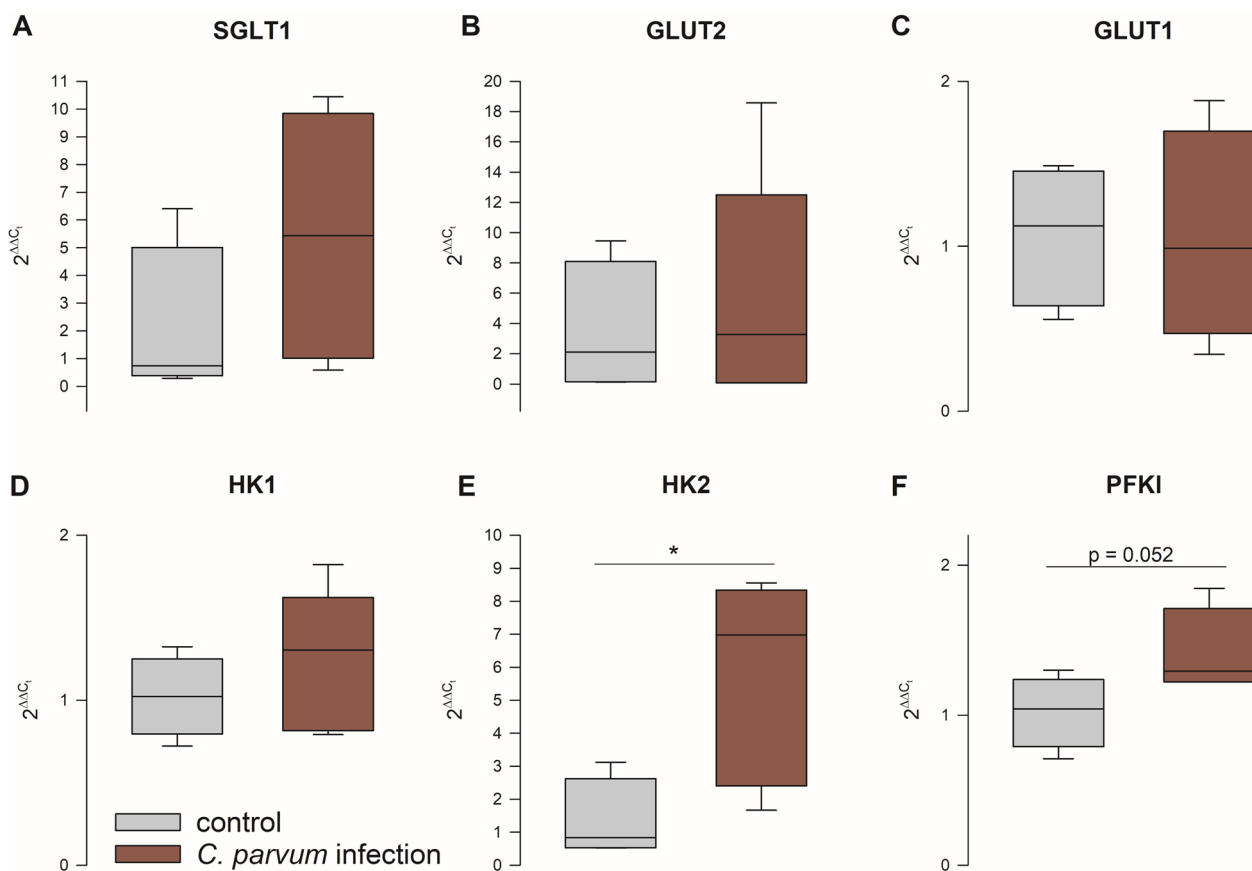 A SGLT1
2^ΔΔCt
11
10
9
8
7
6
5
4
3
2
1
0
B GLUT2
2^ΔΔCt
20
18
16
14
12
10
8
6
4
2
0
C GLUT1
2^ΔΔCt
2
1
0
D HK1
2^ΔΔCt
2
1
0
control
C. parvum infection
E HK2
2^ΔΔCt
10
9
8
7
6
5
4
3
2
1
0
*
F PFKI
2^ΔΔCt
2
1
0
p = 0.052